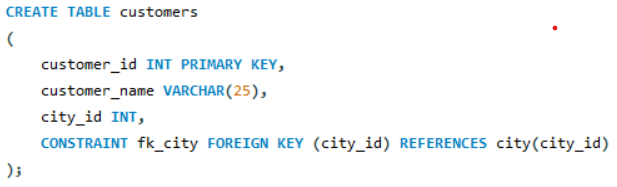 CREATE TABLE customers
(
    customer_id INT PRIMARY KEY,
    customer_name VARCHAR(25),
    city_id INT,
    CONSTRAINT fk_city FOREIGN KEY (city_id) REFERENCES city(city_id)
);